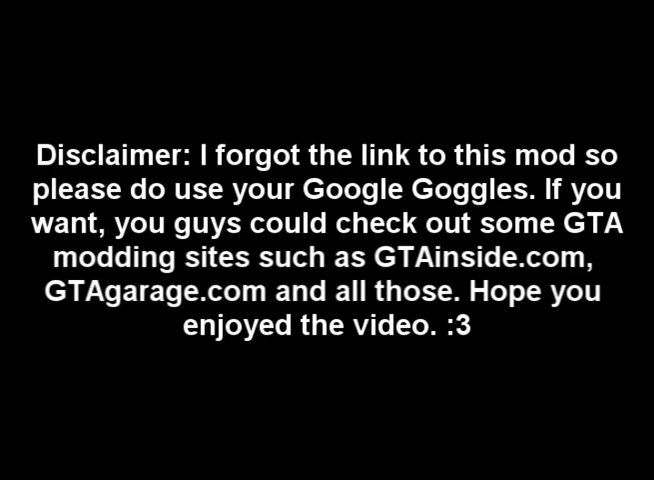 Disclaimer: I forgot the link to this mod so
please do use your Google Goggles. If you
want, you guys could check out some GTA
modding sites such as GTAinside.com,
GTAgarage.com and all those. Hope you
enjoyed the video. :3